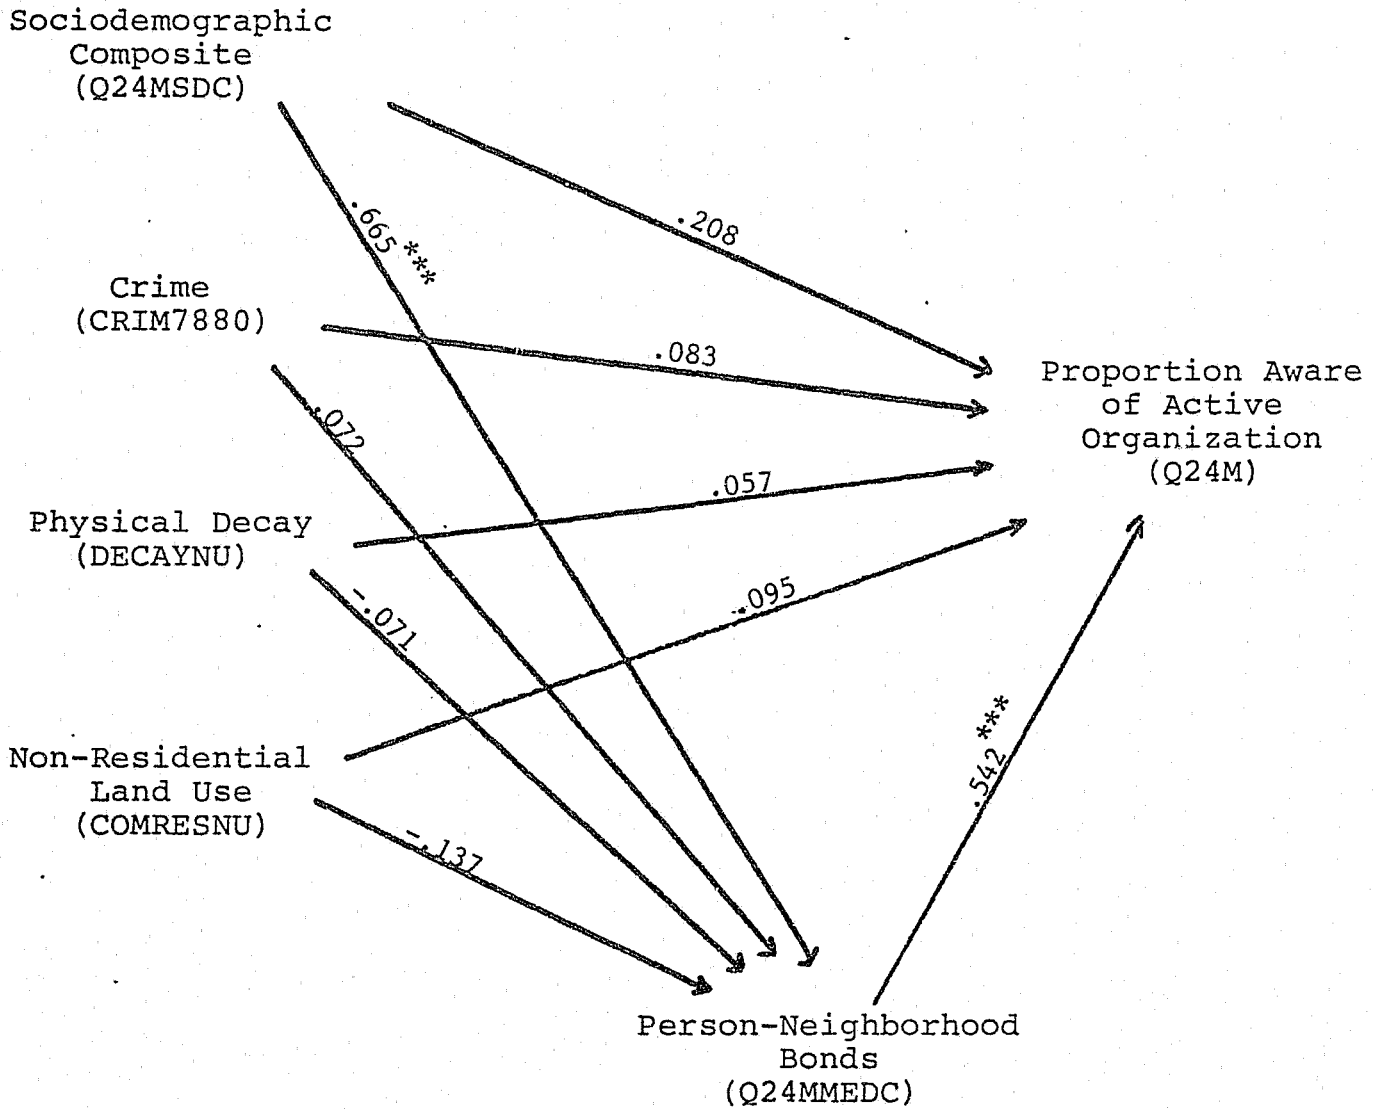 Sociodemographic
Composite
(Q24MSDC)
.665 ***
.208
Crime
(CRIM7880)
.083
.072
Proportion Aware
of Active
Organization
(Q24M)
.057
Physical Decay
(DECAYNU)
-.071
.095
Non-Residential
Land Use
(COMRESNU)
-.137
.542 ***
Person-Neighborhood
Bonds
(Q24MMEDC)